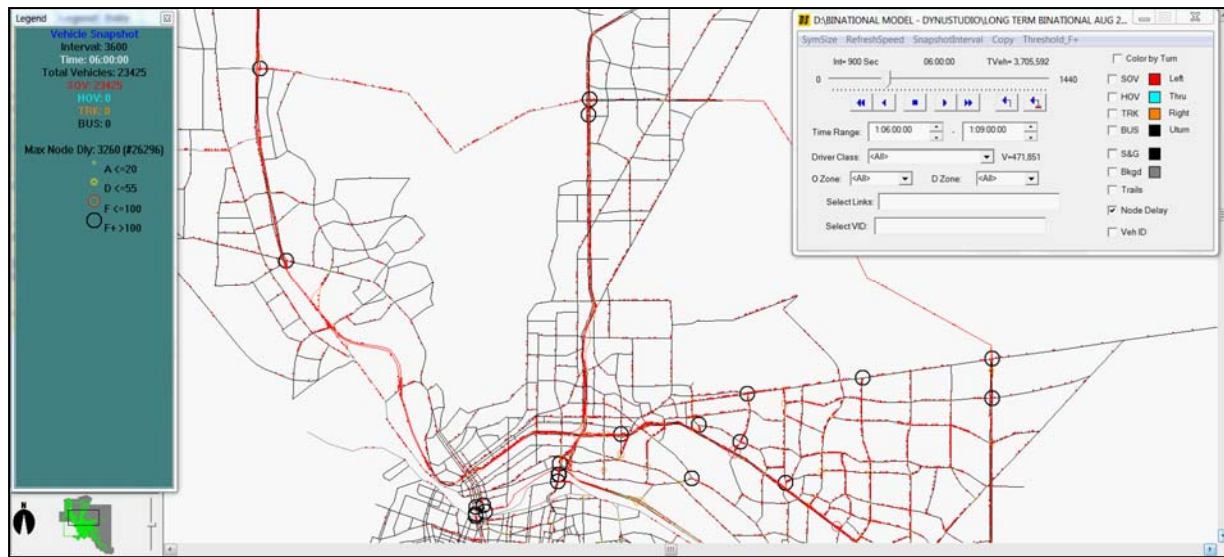 Legend
Vehicle Snapshot
Interval: 3600
Time: 06:00:00
Total Vehicles: 23425
SOV: 23425
HOV: 0
TRK: 0
BUS: 0
Max Node Dly: 3260 (#26296)
A <=20
D <=55
F <=100
F+ >100
N
D:\BINATIONAL MODEL - DYNUSTUDIO\LONG TERM BINATIONAL AUG 2...
SymSize RefreshSpeed SnapshotInterval Copy Threshold_F+
Int= 900 Sec 06:00:00 TVeh= 3,705,592
0 1440
Time Range: 1:06:00:00 - 1:09:00:00
Driver Class: <All> V=471,851
O Zone: <All> D Zone: <All>
Select Links:
Select VID:
Color by Turn
SOV Left
HOV Thru
TRK Right
BUS Uturn
S&G
Bkgd
Trails
Node Delay
Veh ID